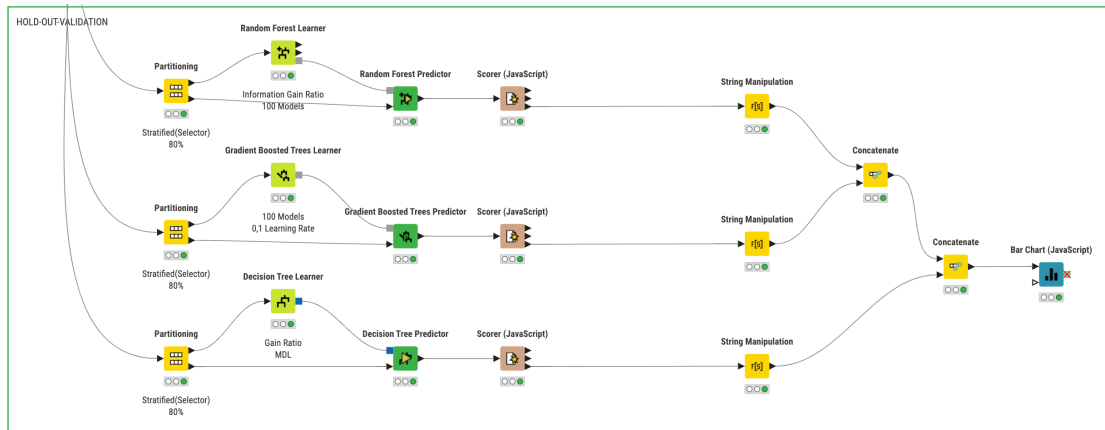 HOLD-OUT-VALIDATION
Random Forest Learner
Partitioning
Random Forest Predictor
Scorer (JavaScript)
String Manipulation
F[S]
Information Gain Ratio
100 Models
Stratified(Selector)
80%
Concatenate
Gradient Boosted Trees Learner
Partitioning
100 Models
0,1 Learning Rate
Gradient Boosted Trees Predictor
Scorer (JavaScript)
String Manipulation
F[S]
Stratified(Selector)
80%
Concatenate
Bar Chart (JavaScript)
Decision Tree Learner
Partitioning
Gain Ratio
MDL
Decision Tree Predictor
Scorer (JavaScript)
String Manipulation
F[S]
Stratified(Selector)
80%